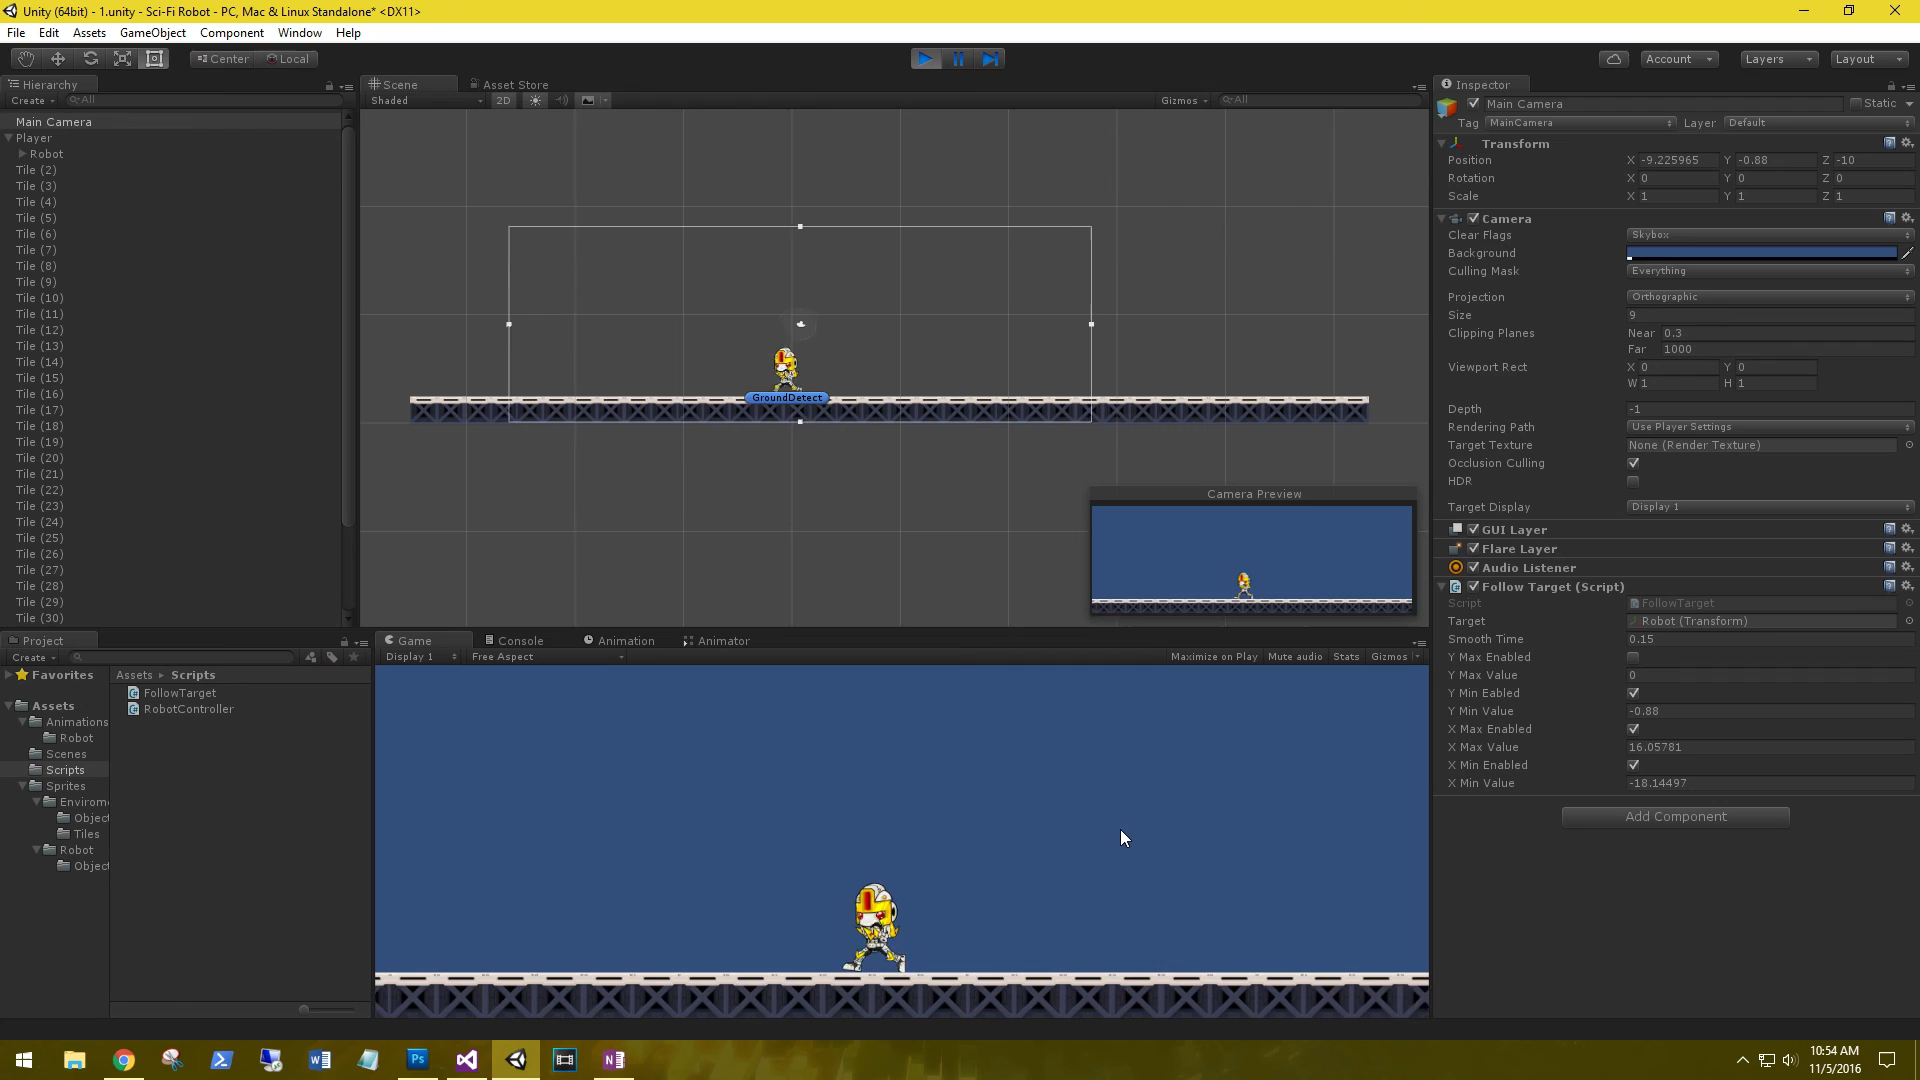 Unity (64bit) - 1.unity - Sci-Fi Robot - PC, Mac & Linux Standalone* <DX11>
File Edit Assets GameObject Component Window Help
Center Local Account Layers Layout
Hierarchy
Create All
Main Camera
Player
Robot
Tile (2)
Tile (3)
Tile (4)
Tile (5)
Tile (6)
Tile (7)
Tile (8)
Tile (9)
Tile (10)
Tile (11)
Tile (12)
Tile (13)
Tile (14)
Tile (15)
Tile (16)
Tile (17)
Tile (18)
Tile (19)
Tile (20)
Tile (21)
Tile (22)
Tile (23)
Tile (24)
Tile (25)
Tile (26)
Tile (27)
Tile (28)
Tile (29)
Tile (30)
Scene Asset Store
Shaded 2D Gizmos All
GroundDetect
Camera Preview
Inspector
Main Camera Static
Tag MainCamera Layer Default
Transform
Position X -9.225965 Y -0.88 Z -10
Rotation X 0 Y 0 Z 0
Scale X 1 Y 1 Z 1
Camera
Clear Flags Skybox
Background
Culling Mask Everything
Projection Orthographic
Size 9
Clipping Planes Near 0.3
Far 1000
Viewport Rect X 0 Y 0
W 1 H 1
Depth -1
Rendering Path Use Player Settings
Target Texture None (Render Texture)
Occlusion Culling
HDR
Target Display Display 1
GUI Layer
Flare Layer
Audio Listener
Follow Target (Script)
Script FollowTarget
Target Robot (Transform)
Smooth Time 0.15
Y Max Enabled
Y Max Value 0
Y Min Eabled
Y Min Value -0.88
X Max Enabled
X Max Value 16.05781
X Min Enabled
X Min Value -18.14497
Add Component
Project
Create
Favorites
Assets
Animations
Robot
Scenes
Scripts
Sprites
Envirom
Objec
Tiles
Robot
Objec
Assets Scripts
FollowTarget
RobotController
Game Console Animation Animator
Display 1 Free Aspect Maximize on Play Mute audio Stats Gizmos
10:54 AM
11/5/2016